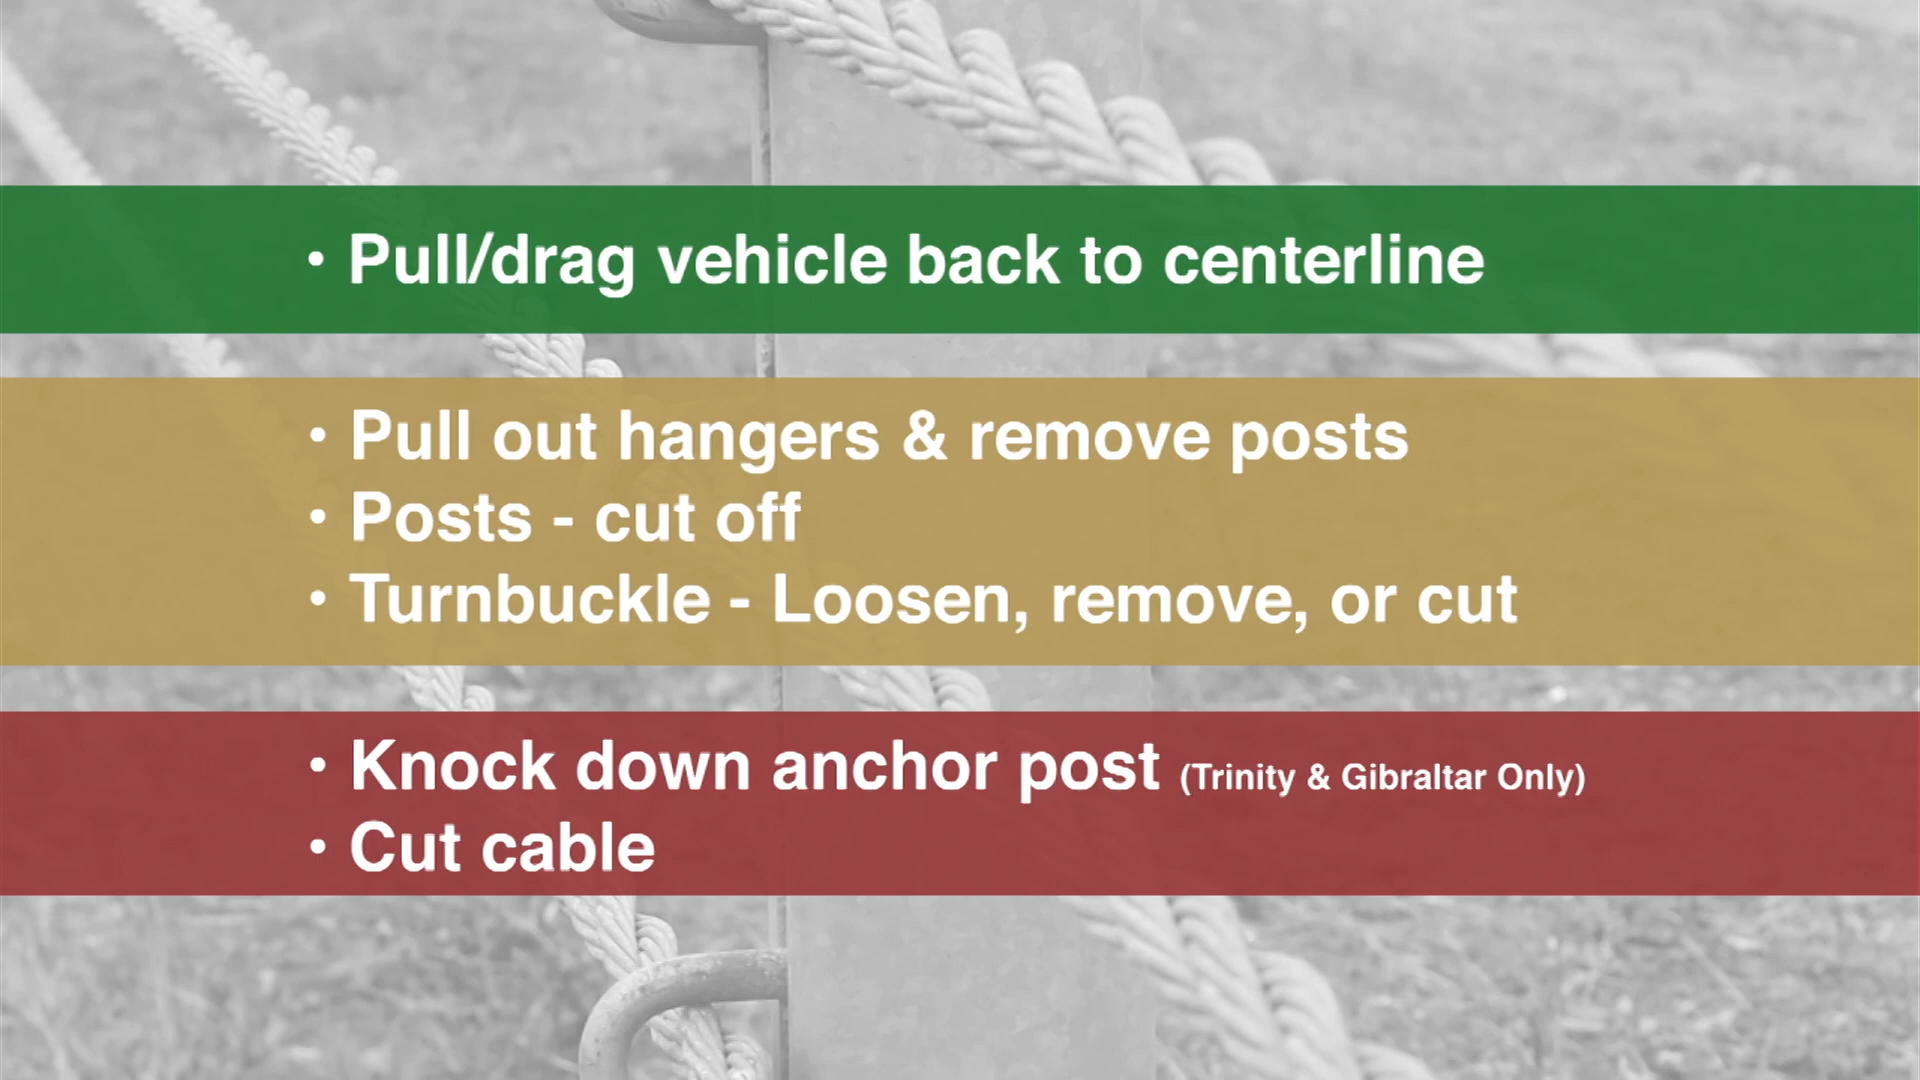 • Pull/drag vehicle back to centerline
• Pull out hangers & remove posts
• Posts - cut off
• Turnbuckle - Loosen, remove, or cut
• Knock down anchor post (Trinity & Gibraltar Only)
• Cut cable